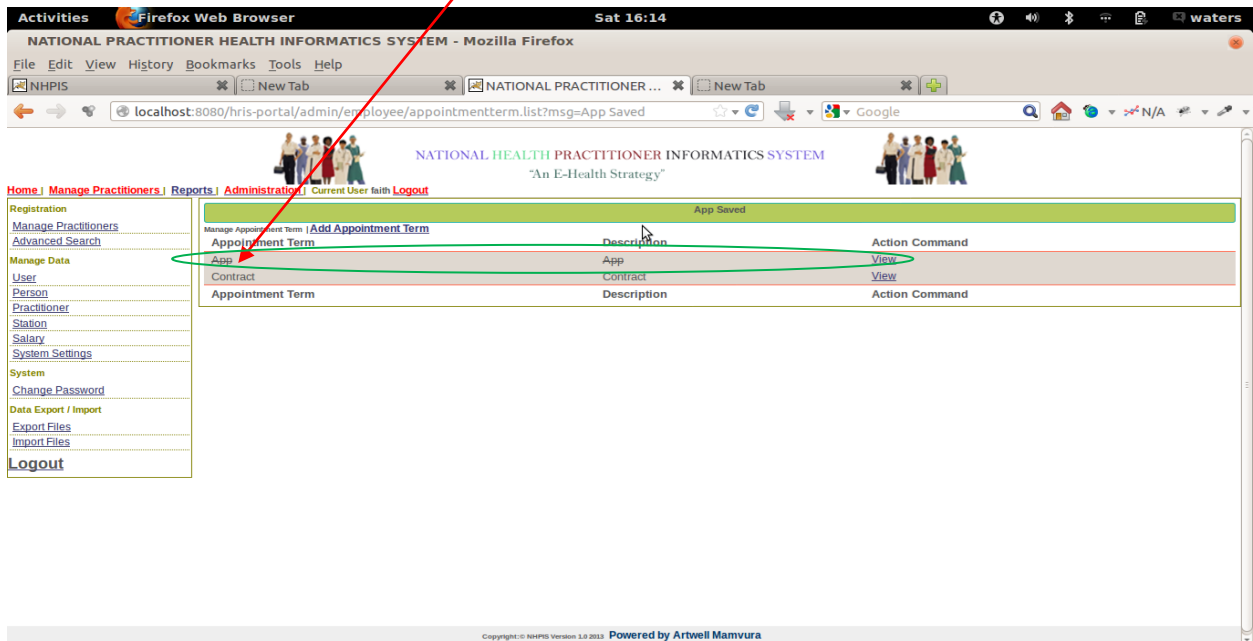 Activities Firefox Web Browser Sat 16:14 waters
NATIONAL PRACTITIONER HEALTH INFORMATICS SYSTEM - Mozilla Firefox
File Edit View History Bookmarks Tools Help
NHPIS New Tab NATIONAL PRACTITIONER ... New Tab
localhost:8080/hris-portal/admin/employee/appointmentterm.list?msg=App Saved Google N/A
NATIONAL HEALTH PRACTITIONER INFORMATICS SYSTEM
"An E-Health Strategy"
Home | Manage Practitioners | Reports | Administration | Current User faith Logout
Registration
Manage Practitioners
Advanced Search
Manage Data
User
Person
Practitioner
Station
Salary
System Settings
System
Change Password
Data Export / Import
Export Files
Import Files
Logout
App Saved
Manage Appointment Term | Add Appointment Term
Appointment Term Description Action Command
App App View
Contract Contract View
Appointment Term Description Action Command
Copyright:© NHPIS Version 1.0 2013 Powered by Artwell Mamvura